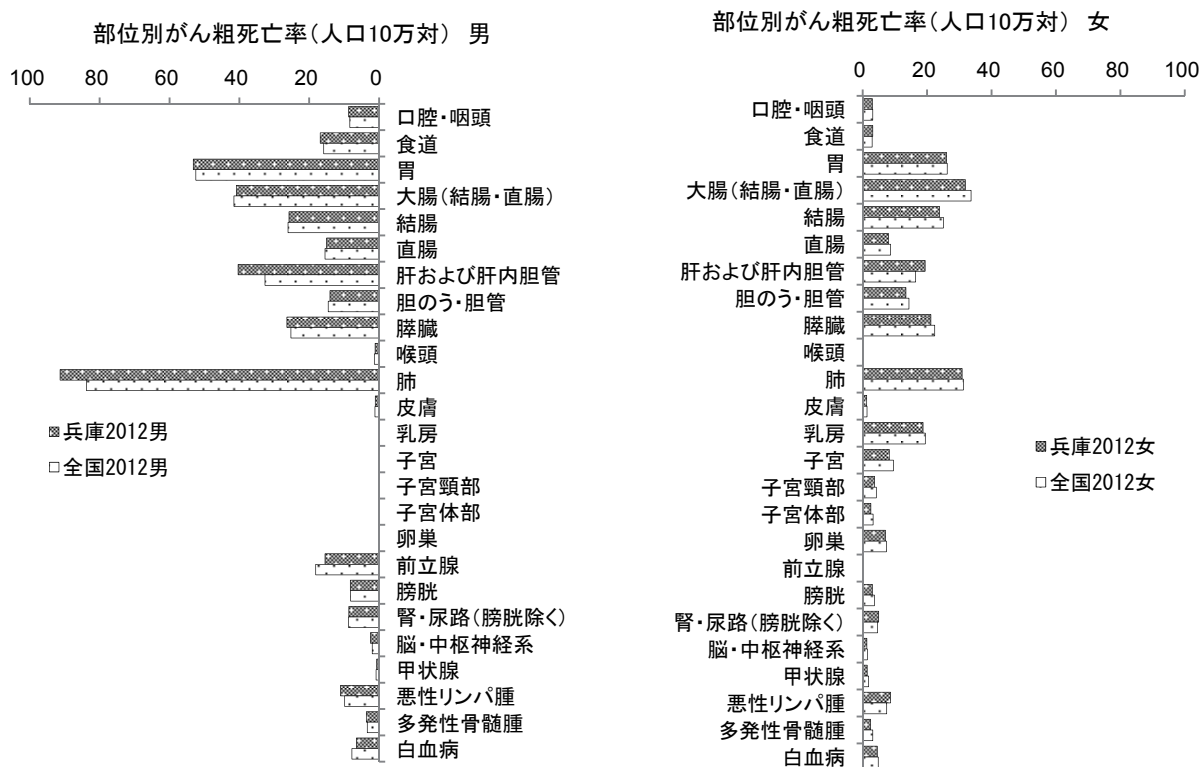 部位別がん粗死亡率(人口10万対) 男
100 80 60 40 20 0
口腔・咽頭
食道
胃
大腸(結腸・直腸)
結腸
直腸
肝および肝内胆管
胆のう・胆管
膵臓
喉頭
肺
皮膚
乳房
子宮
子宮頸部
子宮体部
卵巣
前立腺
膀胱
腎・尿路(膀胱除く)
脳・中枢神経系
甲状腺
悪性リンパ腫
多発性骨髄腫
白血病
兵庫2012男
全国2012男
部位別がん粗死亡率(人口10万対) 女
0 20 40 60 80 100
口腔・咽頭
食道
胃
大腸(結腸・直腸)
結腸
直腸
肝および肝内胆管
胆のう・胆管
膵臓
喉頭
肺
皮膚
乳房
子宮
子宮頸部
子宮体部
卵巣
前立腺
膀胱
腎・尿路(膀胱除く)
脳・中枢神経系
甲状腺
悪性リンパ腫
多発性骨髄腫
白血病
兵庫2012女
全国2012女